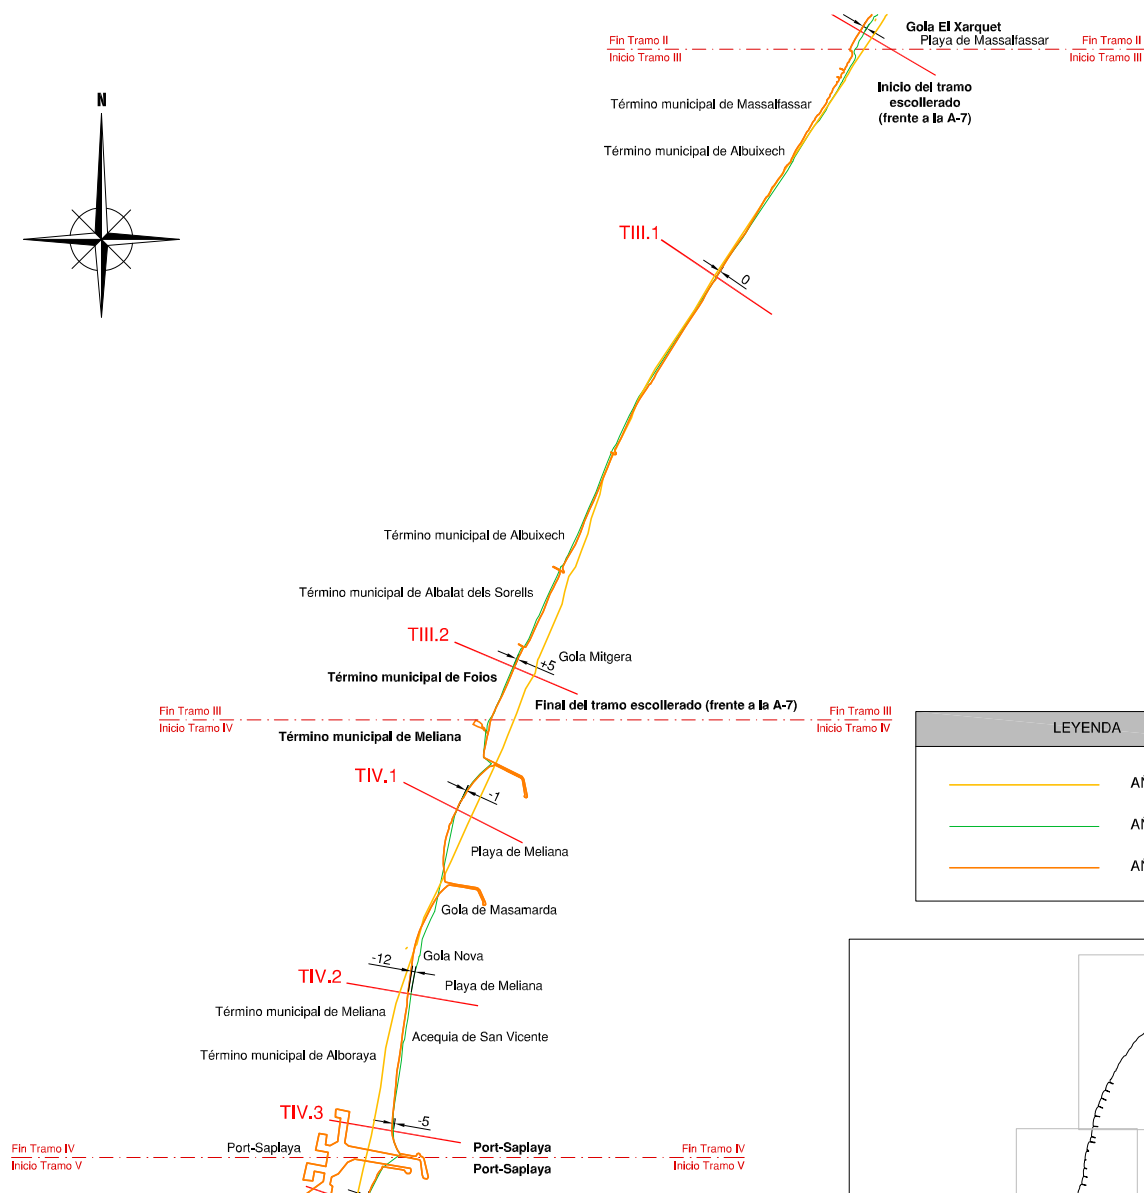 Gola El Xarquet
Fin Tramo II
Playa de Massalfassar
Fin Tramo II
Inicio Tramo III
Inicio Tramo III
Inicio del tramo
escollerado
(frente a la A-7)
N
Término municipal de Massalfassar
Término municipal de Albuixech
TIII.1
0
Término municipal de Albuixech
Término municipal de Albalat dels Sorells
TIII.2
+5
Gola Mitgera
Término municipal de Foios
Final del tramo escollerado (frente a la A-7)
Fin Tramo III
Fin Tramo III
Inicio Tramo IV
Inicio Tramo IV
Término municipal de Meliana
LEYENDA
TIV.1
-1
Playa de Meliana
Gola de Masamarda
-12
Gola Nova
TIV.2
Playa de Meliana
Término municipal de Meliana
Acequia de San Vicente
Término municipal de Alboraya
TIV.3
-5
Fin Tramo IV
Port-Saplaya
Port-Saplaya
Fin Tramo IV
Inicio Tramo V
Port-Saplaya
Inicio Tramo V